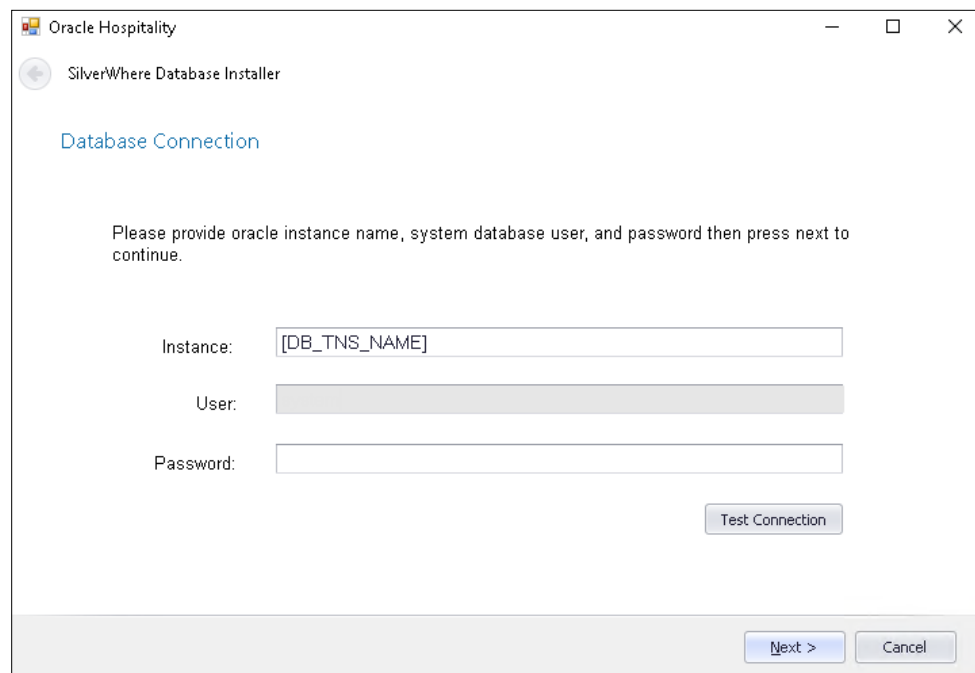 Oracle Hospitality
SilverWhere Database Installer
Database Connection
Please provide oracle instance name, system database user, and password then press next to
continue.
Instance: [DB_TNS_NAME]
User:
Password:
Test Connection
Next > Cancel